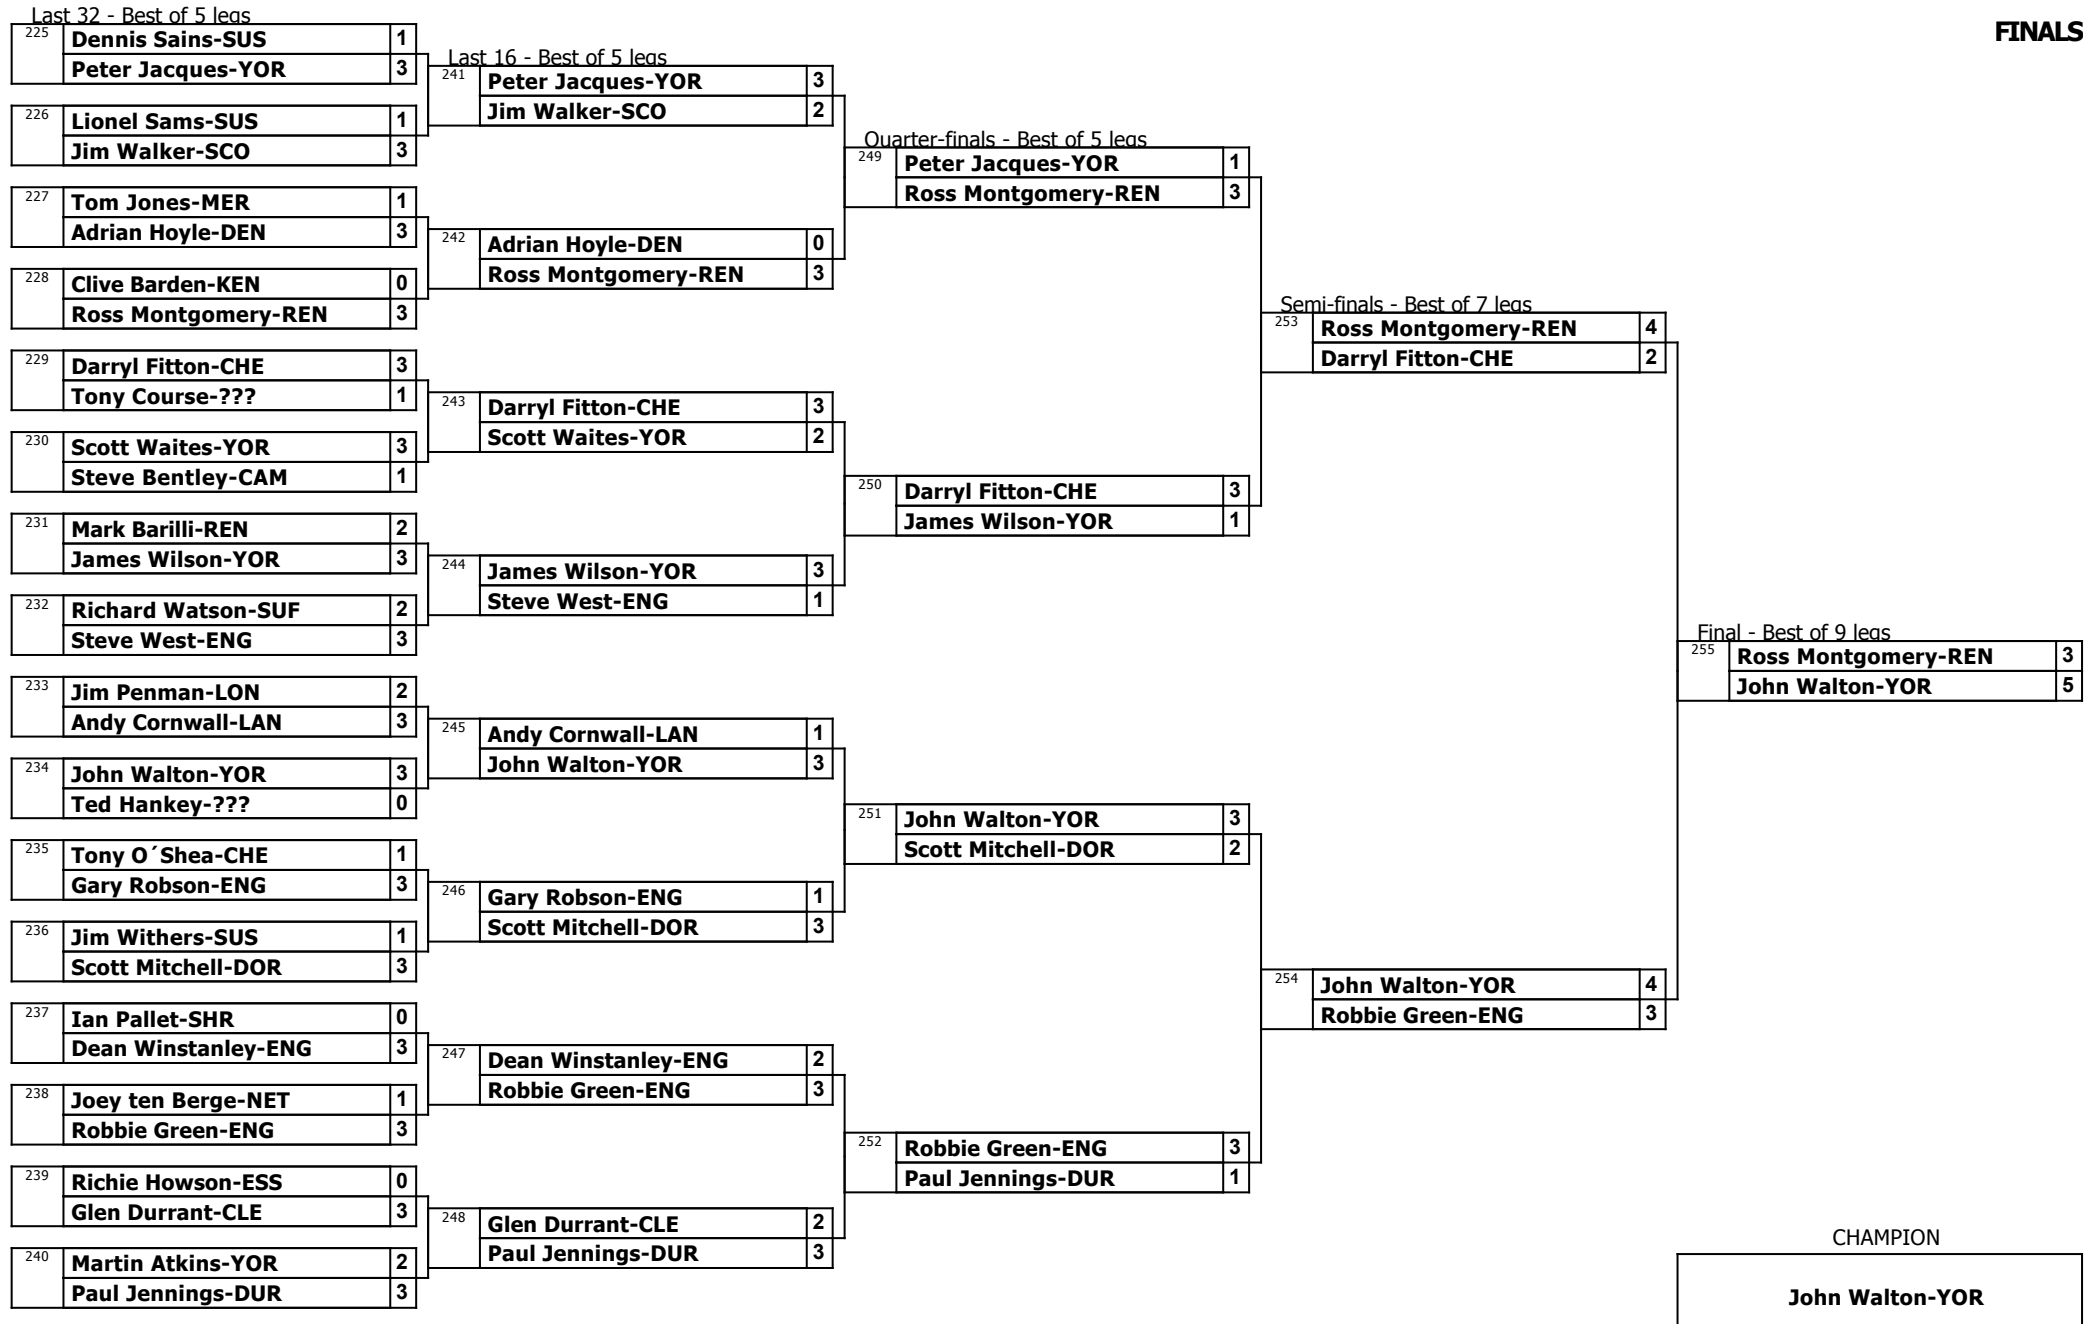 Last 32 - Best of 5 legs
225
Dennis Sains-SUS 1
Peter Jacques-YOR 3
226
Lionel Sams-SUS 1
Jim Walker-SCO 3
227
Tom Jones-MER 1
Adrian Hoyle-DEN 3
228
Clive Barden-KEN 0
Ross Montgomery-REN 3
229
Darryl Fitton-CHE 3
Tony Course-??? 1
230
Scott Waites-YOR 3
Steve Bentley-CAM 1
231
Mark Barilli-REN 2
James Wilson-YOR 3
232
Richard Watson-SUF 2
Steve West-ENG 3
233
Jim Penman-LON 2
Andy Cornwall-LAN 3
234
John Walton-YOR 3
Ted Hankey-??? 0
235
Tony O´Shea-CHE 1
Gary Robson-ENG 3
236
Jim Withers-SUS 1
Scott Mitchell-DOR 3
237
Ian Pallet-SHR 0
Dean Winstanley-ENG 3
238
Joey ten Berge-NET 1
Robbie Green-ENG 3
239
Richie Howson-ESS 0
Glen Durrant-CLE 3
240
Martin Atkins-YOR 2
Paul Jennings-DUR 3
Last 16 - Best of 5 legs
241
Peter Jacques-YOR 3
Jim Walker-SCO 2
242
Adrian Hoyle-DEN 0
Ross Montgomery-REN 3
243
Darryl Fitton-CHE 3
Scott Waites-YOR 2
244
James Wilson-YOR 3
Steve West-ENG 1
245
Andy Cornwall-LAN 1
John Walton-YOR 3
246
Gary Robson-ENG 1
Scott Mitchell-DOR 3
247
Dean Winstanley-ENG 2
Robbie Green-ENG 3
248
Glen Durrant-CLE 2
Paul Jennings-DUR 3
Quarter-finals - Best of 5 legs
249
Peter Jacques-YOR 1
Ross Montgomery-REN 3
250
Darryl Fitton-CHE 3
James Wilson-YOR 1
251
John Walton-YOR 3
Scott Mitchell-DOR 2
252
Robbie Green-ENG 3
Paul Jennings-DUR 1
Semi-finals - Best of 7 legs
253
Ross Montgomery-REN 4
Darryl Fitton-CHE 2
254
John Walton-YOR 4
Robbie Green-ENG 3
FINALS
Final - Best of 9 legs
255
Ross Montgomery-REN 3
John Walton-YOR 5
CHAMPION
John Walton-YOR